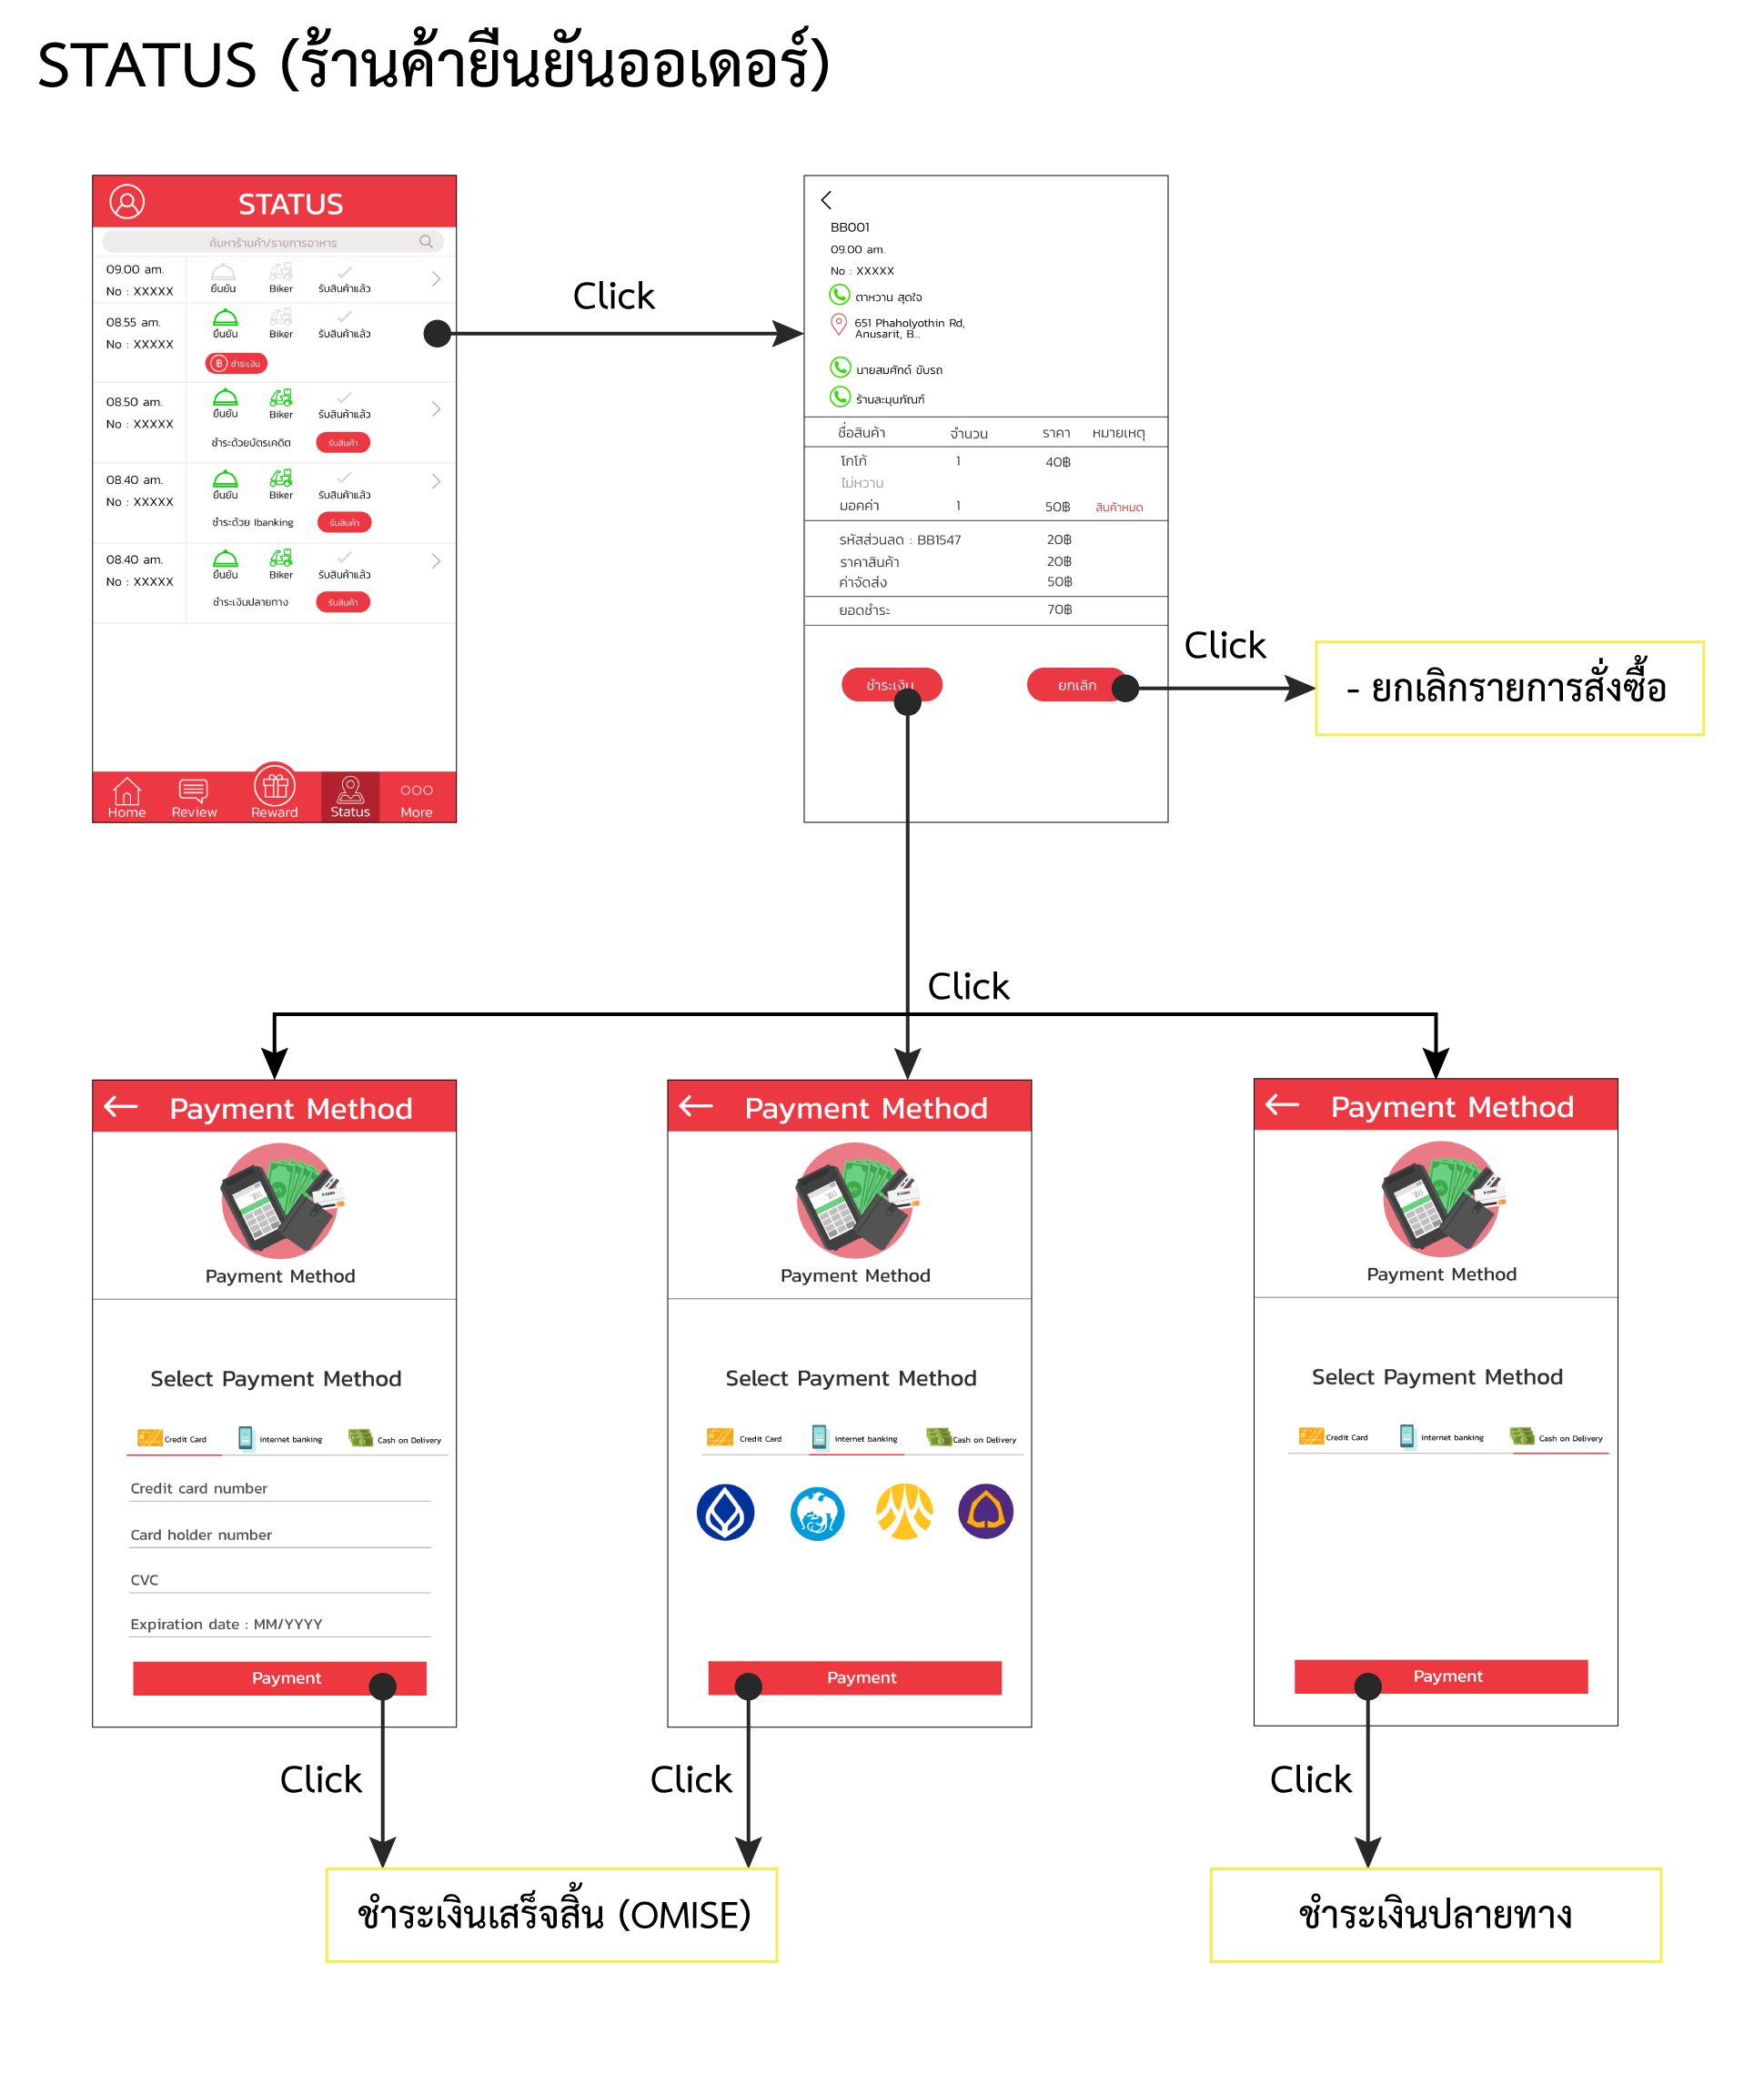 STATUS (ร้านค้ายืนยันออเดอร์)
STATUS
ค้นหาร้านค้า/รายการอาหาร
09.00 am.
No : XXXXX
ยืนยัน Biker รับสินค้าแล้ว
08.55 am.
No : XXXXX
ยืนยัน Biker รับสินค้าแล้ว
฿ ชำระเงิน
08.50 am.
No : XXXXX
ยืนยัน Biker รับสินค้าแล้ว
ชำระด้วยบัตรเคดิต รับสินค้า
08.40 am.
No : XXXXX
ยืนยัน Biker รับสินค้าแล้ว
ชำระด้วย Ibanking รับสินค้า
08.40 am.
No : XXXXX
ยืนยัน Biker รับสินค้าแล้ว
ชำระเงินปลายทาง รับสินค้า
Home Review Reward Status More
Click
BB001
09.00 am.
No : XXXXX
ตาหวาน สุดใจ
651 Phaholyothin Rd,
Anusarit, B...
นายสมศักด์ ขับรถ
ร้านละมุนภัณฑ์
ชื่อสินค้า จำนวน ราคา หมายเหตุ
โกโก้ 1 40฿
ไม่หวาน
มอคค่า 1 50฿ สินค้าหมด
รหัสส่วนลด : BB1547 20฿
ราคาสินค้า 20฿
ค่าจัดส่ง 50฿
ยอดชำระ 70฿
ชำระเงิน ยกเลิก
Click
- ยกเลิกรายการสั่งซื้อ
Click
Payment Method
Payment Method
Select Payment Method
Credit Card internet banking Cash on Delivery
Credit card number
Card holder number
CVC
Expiration date : MM/YYYY
Payment
Payment Method
Payment Method
Select Payment Method
Credit Card internet banking Cash on Delivery
Payment
Payment Method
Payment Method
Select Payment Method
Credit Card internet banking Cash on Delivery
Payment
Click
Click
Click
ชำระเงินเสร็จสิ้น (OMISE)
ชำระเงินปลายทาง